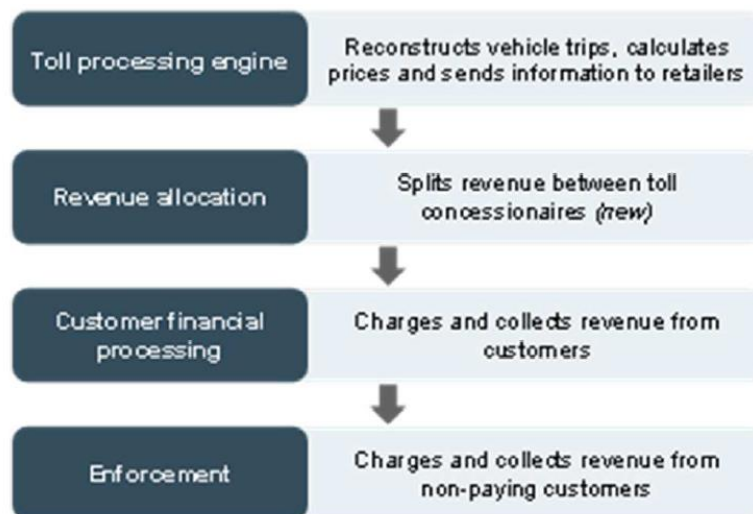 Toll processing engine
Reconstructs vehicle trips, calculates
prices and sends information to retailers
Revenue allocation
Splits revenue between toll
concessionaires (new)
Customer financial
processing
Charges and collects revenue from
customers
Enforcement
Charges and collects revenue from
non-paying customers